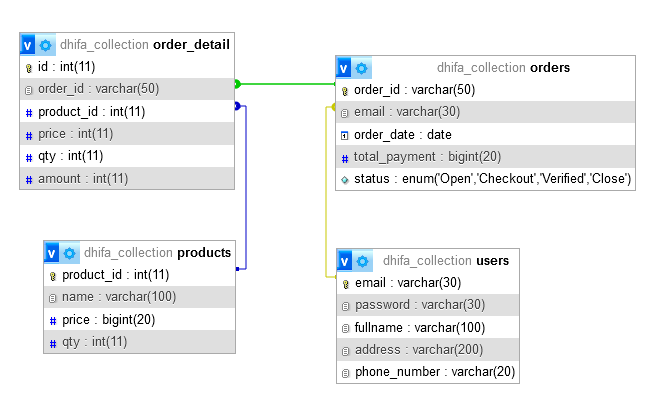 dhifa_collection order_detail
id : int(11)
order_id : varchar(50)
product_id : int(11)
price : int(11)
qty : int(11)
amount : int(11)
dhifa_collection orders
order_id : varchar(50)
email : varchar(30)
order_date : date
total_payment : bigint(20)
status : enum('Open','Checkout','Verified','Close')
dhifa_collection products
product_id : int(11)
name : varchar(100)
price : bigint(20)
qty : int(11)
dhifa_collection users
email : varchar(30)
password : varchar(30)
fullname : varchar(100)
address : varchar(200)
phone_number : varchar(20)